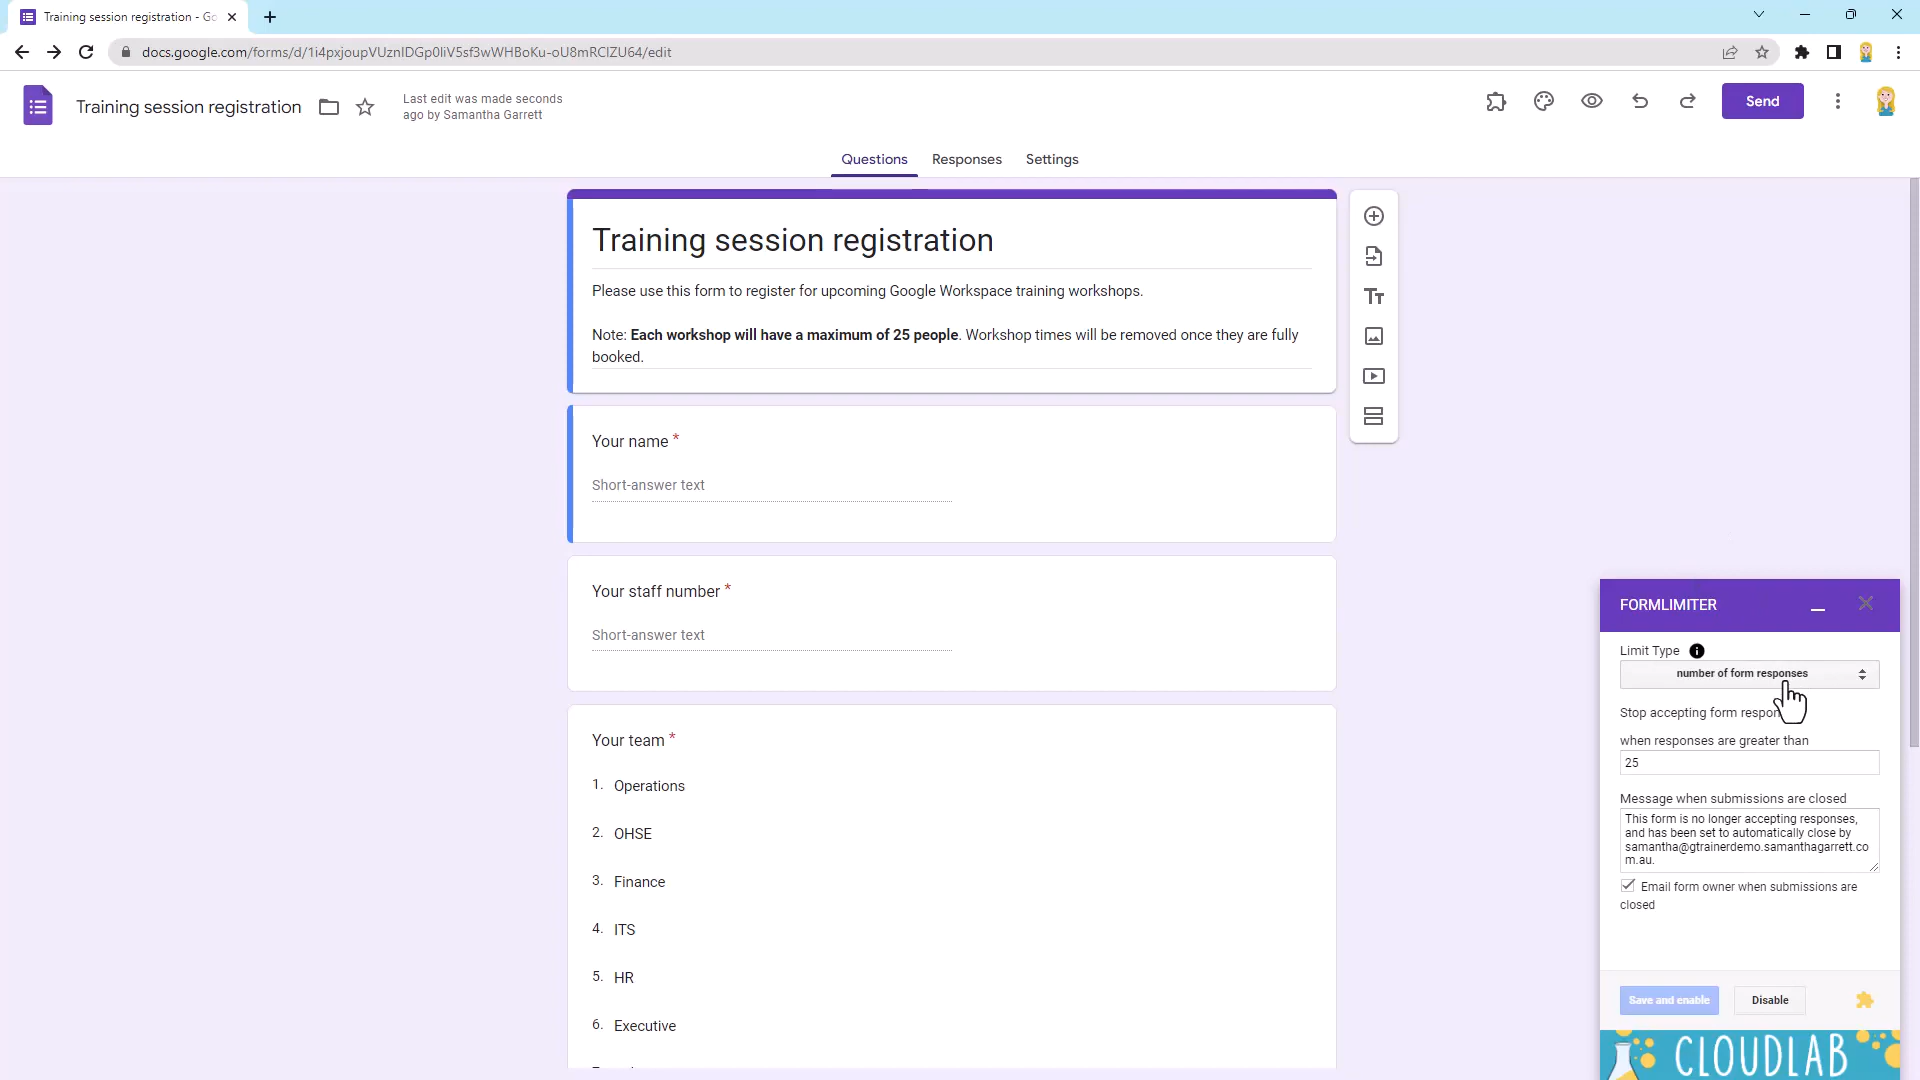 Training session registration - Go
docs.google.com/forms/d/1i4pxjoupVUznIDGp0liV5sf3wWHBoKu-oU8mRCIZU64/edit
Training session registration
Last edit was made seconds
ago by Samantha Garrett
Send
Questions
Responses
Settings
Training session registration
Please use this form to register for upcoming Google Workspace training workshops.
Note: Each workshop will have a maximum of 25 people. Workshop times will be removed once they are fully
booked.
Your name *
Short-answer text
Your staff number *
Short-answer text
Your team *
1. Operations
2. OHSE
3. Finance
4. ITS
5. HR
6. Executive
FORMLIMITER
Limit Type
number of form responses
Stop accepting form respon
when responses are greater than
25
Message when submissions are closed
This form is no longer accepting responses,
and has been set to automatically close by
samantha@gtrainerdemo.samanthagarrett.co
m.au.
Email form owner when submissions are
closed
Save and enable
Disable
CLOUDLAB